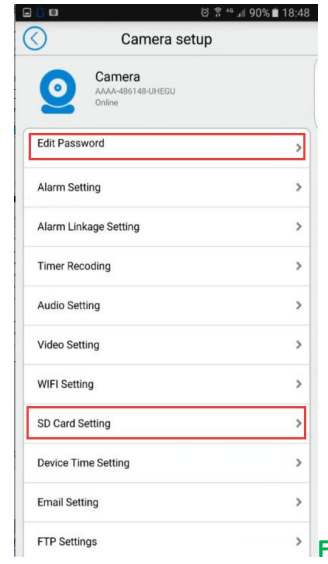 90% 18:48
Camera setup
Camera
AAAA-486148-UHEGU
Online
Edit Password
Alarm Setting
Alarm Linkage Setting
Timer Recoding
Audio Setting
Video Setting
WIFI Setting
SD Card Setting
Device Time Setting
Email Setting
FTP Settings
F